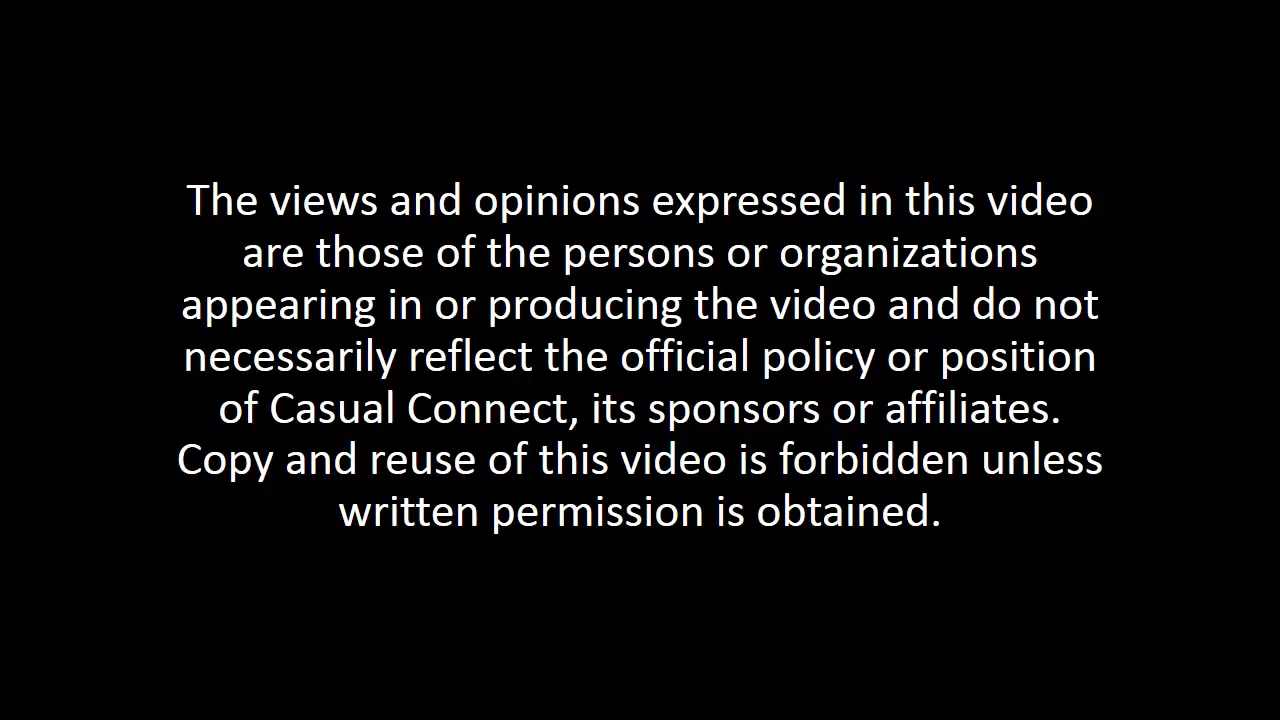 The views and opinions expressed in this video
are those of the persons or organizations
appearing in or producing the video and do not
necessarily reflect the official policy or position
of Casual Connect, its sponsors or affiliates.
Copy and reuse of this video is forbidden unless
written permission is obtained.